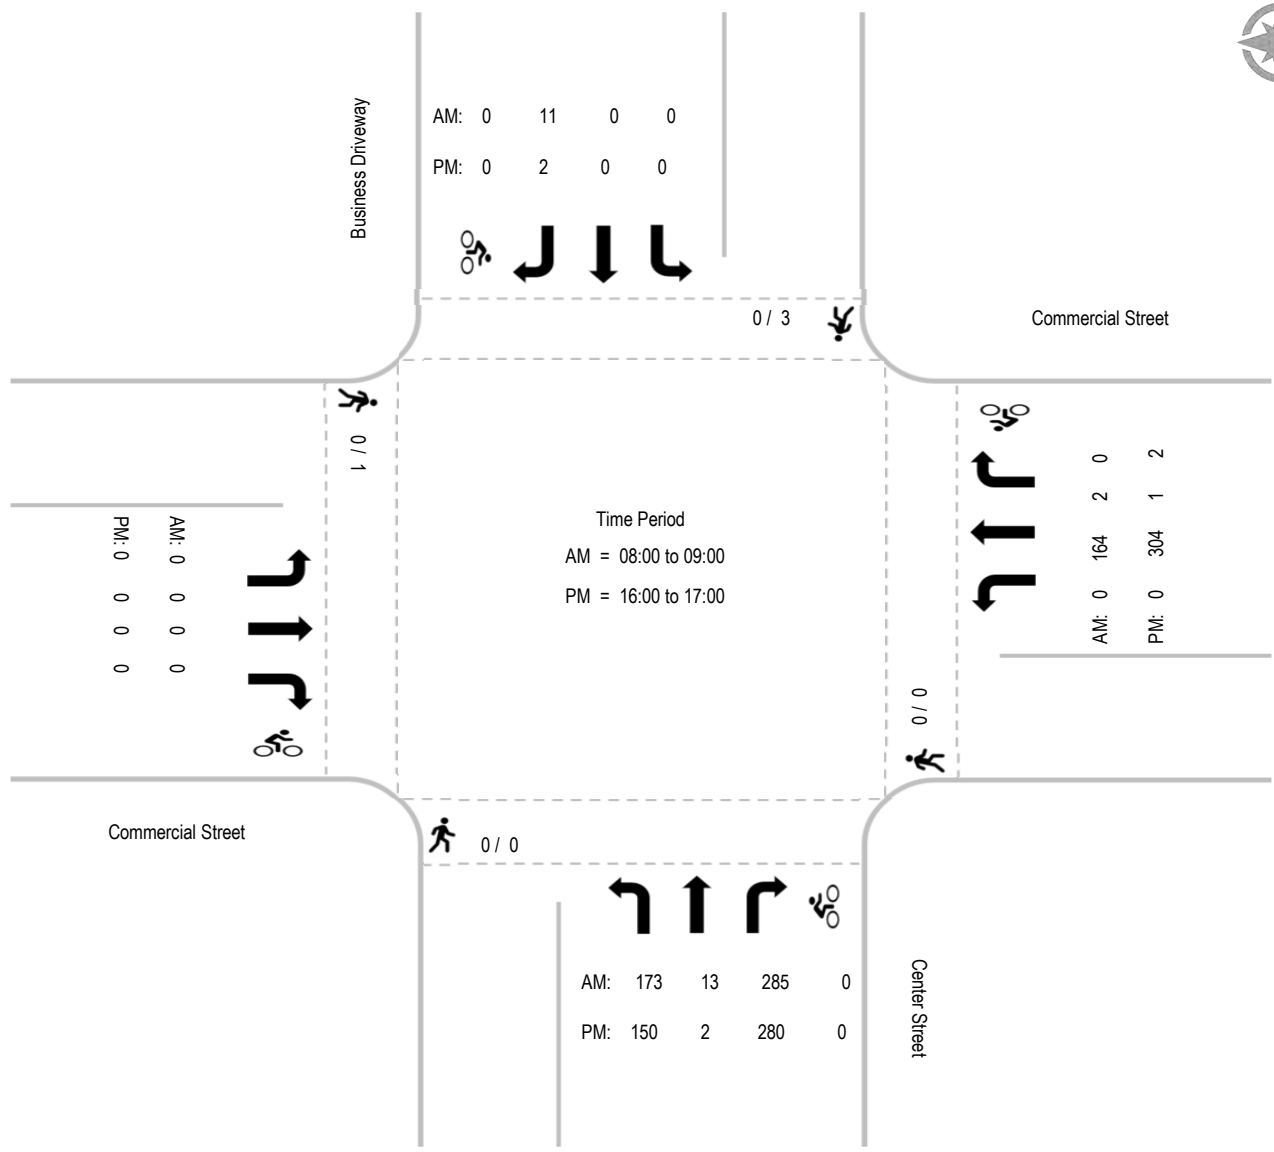 Business Driveway
AM: 0 11 0 0
PM: 0 2 0 0
0 / 3
Commercial Street
0 / 1
AM: 0 164 2 0
PM: 0 304 1 2
Time Period
AM = 08:00 to 09:00
PM = 16:00 to 17:00
AM: 0 0 0 0
PM: 0 0 0 0
0 / 0
Commercial Street
0 / 0
AM: 173 13 285 0
PM: 150 2 280 0
Center Street